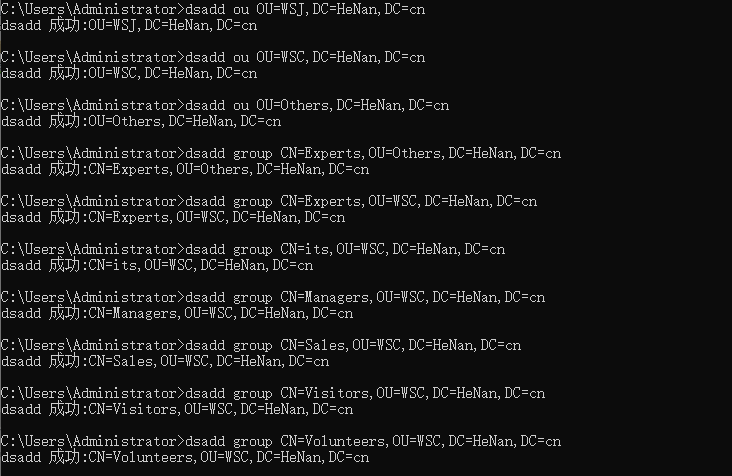 C:\Users\Administrator>dsadd ou OU=WSJ,DC=HeNan,DC=cn
dsadd 成功:OU=WSJ,DC=HeNan,DC=cn
C:\Users\Administrator>dsadd ou OU=WSC,DC=HeNan,DC=cn
dsadd 成功:OU=WSC,DC=HeNan,DC=cn
C:\Users\Administrator>dsadd ou OU=Others,DC=HeNan,DC=cn
dsadd 成功:OU=Others,DC=HeNan,DC=cn
C:\Users\Administrator>dsadd group CN=Experts,OU=Others,DC=HeNan,DC=cn
dsadd 成功:CN=Experts,OU=Others,DC=HeNan,DC=cn
C:\Users\Administrator>dsadd group CN=Experts,OU=WSC,DC=HeNan,DC=cn
dsadd 成功:CN=Experts,OU=WSC,DC=HeNan,DC=cn
C:\Users\Administrator>dsadd group CN=its,OU=WSC,DC=HeNan,DC=cn
dsadd 成功:CN=its,OU=WSC,DC=HeNan,DC=cn
C:\Users\Administrator>dsadd group CN=Managers,OU=WSC,DC=HeNan,DC=cn
dsadd 成功:CN=Managers,OU=WSC,DC=HeNan,DC=cn
C:\Users\Administrator>dsadd group CN=Sales,OU=WSC,DC=HeNan,DC=cn
dsadd 成功:CN=Sales,OU=WSC,DC=HeNan,DC=cn
C:\Users\Administrator>dsadd group CN=Visitors,OU=WSC,DC=HeNan,DC=cn
dsadd 成功:CN=Visitors,OU=WSC,DC=HeNan,DC=cn
C:\Users\Administrator>dsadd group CN=Volunteers,OU=WSC,DC=HeNan,DC=cn
dsadd 成功:CN=Volunteers,OU=WSC,DC=HeNan,DC=cn